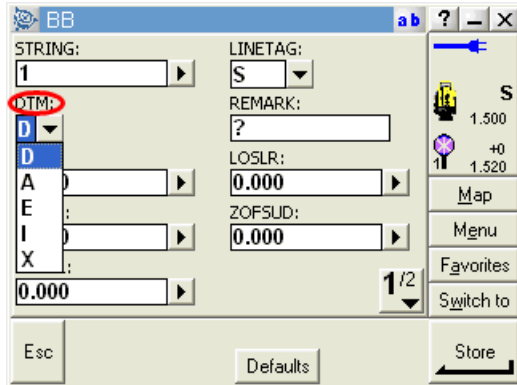 BB
ab
? – X
STRING:
1
LINETAG:
S
DTM:
D
REMARK:
?
D
A
E
I
X
LOSLR:
0.000
ZOFSUD:
0.000
0.000
1/2
Esc
Defaults
S
1.500
+0
1
1.520
Map
Menu
Favorites
Switch to
Store